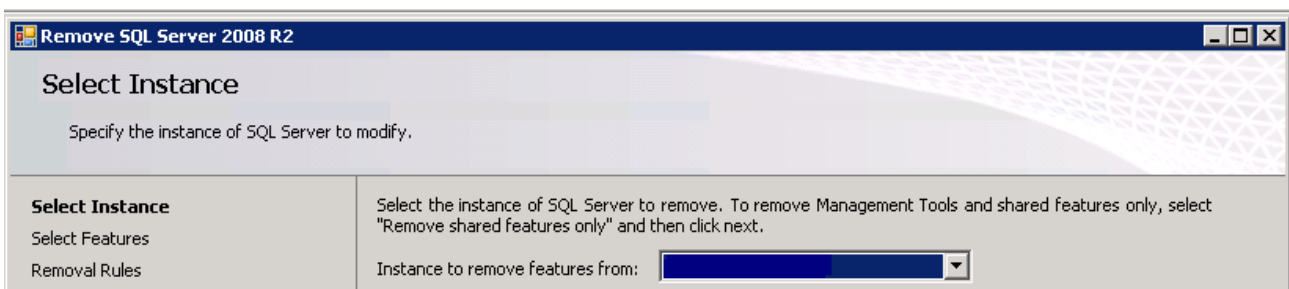 Remove SQL Server 2008 R2
Select Instance
Specify the instance of SQL Server to modify.
Select Instance
Select Features
Removal Rules
Select the instance of SQL Server to remove. To remove Management Tools and shared features only, select
"Remove shared features only" and then click next.
Instance to remove features from: